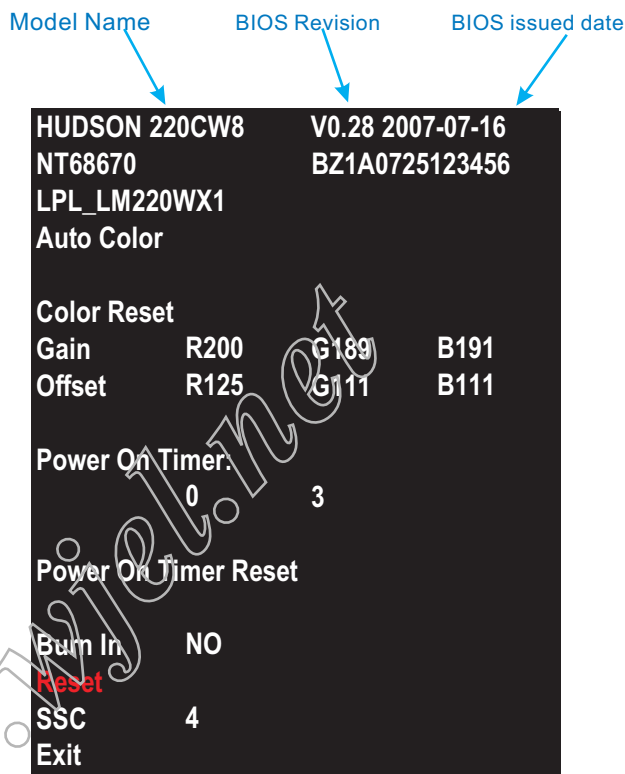 Model Name BIOS Revision BIOS issued date
HUDSON 220CW8 V0.28 2007-07-16
NT68670 BZ1A0725123456
LPL_LM220WX1
Auto Color
Color Reset
Gain R200 G189 B191
Offset R125 G111 B111
Power On Timer:
0 3
Power On Timer Reset
Burn In NO
Reset
SSC 4
Exit
.wjel.net